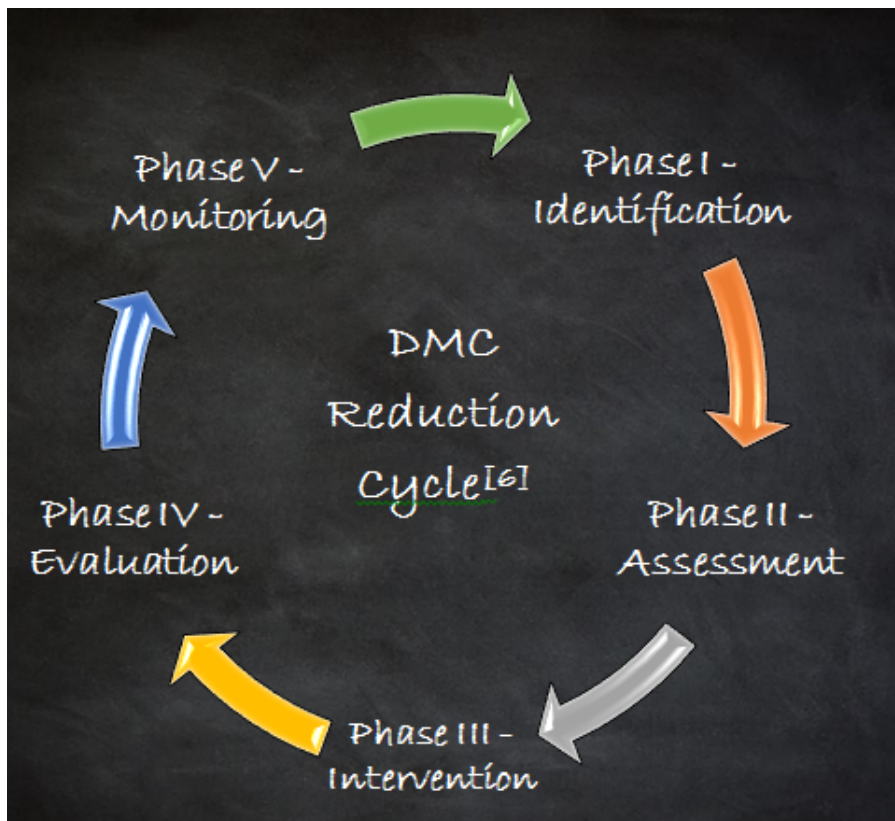 DMC
Reduction
Cycle[6]
Phase I -
Identification
Phase II -
Assessment
Phase III -
Intervention
Phase IV -
Evaluation
Phase V -
Monitoring